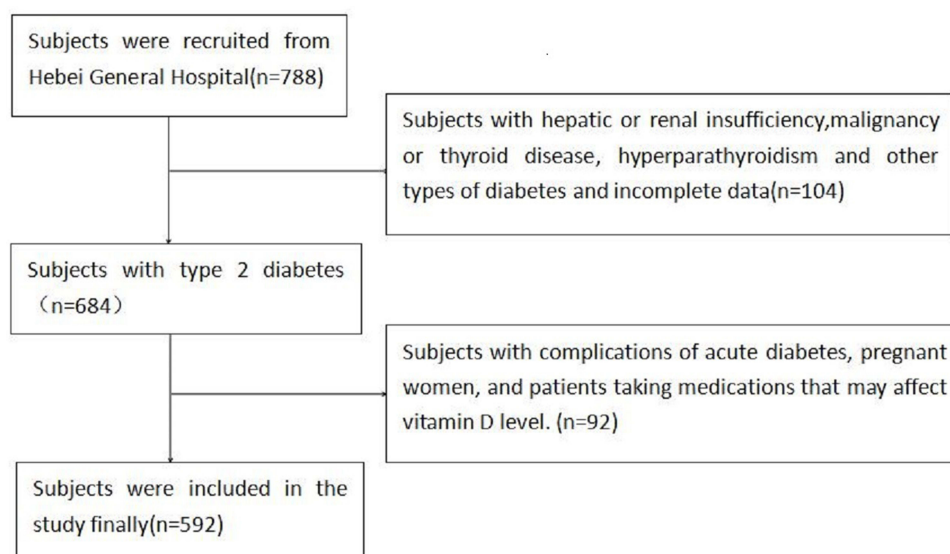 Subjects were recruited from
Hebei General Hospital(n=788)
Subjects with hepatic or renal insufficiency,malignancy
or thyroid disease, hyperparathyroidism and other
types of diabetes and incomplete data(n=104)
Subjects with type 2 diabetes
（n=684）
Subjects with complications of acute diabetes, pregnant
women, and patients taking medications that may affect
vitamin D level. (n=92)
Subjects were included in the
study finally(n=592)